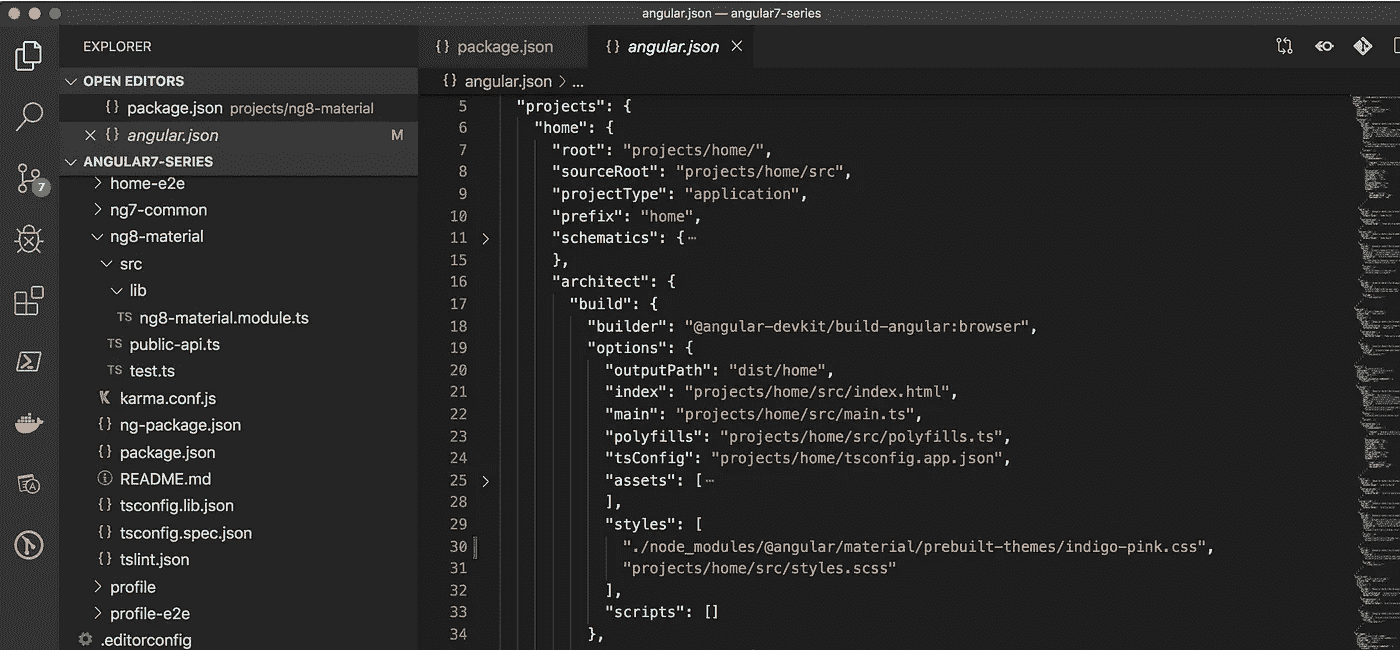 angular.json — angular7-series
EXPLORER
OPEN EDITORS
{} package.json projects/ng8-material
{} angular.json M
ANGULAR7-SERIES
7
home-e2e
ng7-common
ng8-material
src
lib
TS ng8-material.module.ts
TS public-api.ts
TS test.ts
karma.conf.js
{} ng-package.json
{} package.json
README.md
{} tsconfig.lib.json
{} tsconfig.spec.json
{} tslint.json
profile
profile-e2e
.editorconfig
{} package.json
{} angular.json
{} angular.json > ...
5 "projects": {
6 "home": {
7 "root": "projects/home/",
8 "sourceRoot": "projects/home/src",
9 "projectType": "application",
10 "prefix": "home",
11 "schematics": {⋯
15 },
16 "architect": {
17 "build": {
18 "builder": "@angular-devkit/build-angular:browser",
19 "options": {
20 "outputPath": "dist/home",
21 "index": "projects/home/src/index.html",
22 "main": "projects/home/src/main.ts",
23 "polyfills": "projects/home/src/polyfills.ts",
24 "tsConfig": "projects/home/tsconfig.app.json",
25 "assets": [⋯
28 ],
29 "styles": [
30 "./node_modules/@angular/material/prebuilt-themes/indigo-pink.css",
31 "projects/home/src/styles.scss"
32 ],
33 "scripts": []
34 },